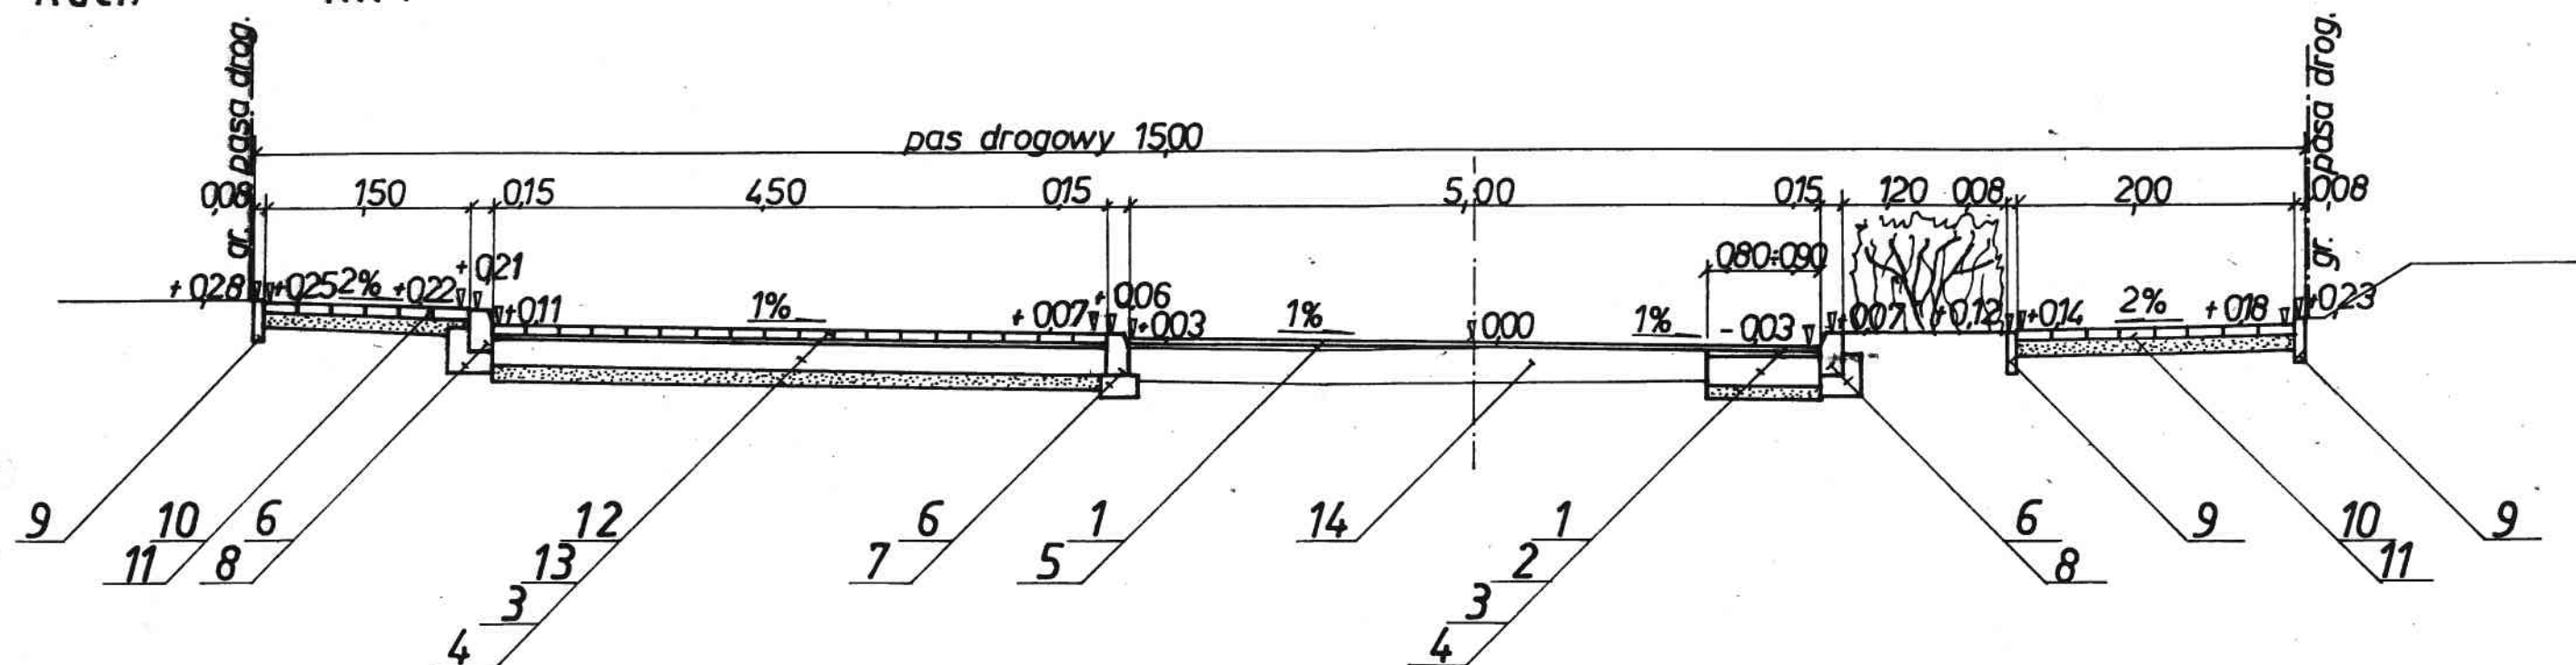 gr. pasa drog.
gr. pasa drog.
pas drogowy 15,00
0,08 1,50 0,15 4,50 0,15 5,00 0,15 1,20 0,08 2,00 0,08
0,80÷0,90
+0,28 +0,25 2% +0,22 +0,21 +0,11 1% +0,07 +0,06 +0,03 1% 0,00 1% -0,03 +0,07 +0,12 +0,14 2% +0,18 +0,23
9 10 6 12 6 1 14 1 6 9 10 9
11 8 13 7 5 2 8 11
3 3
4 4